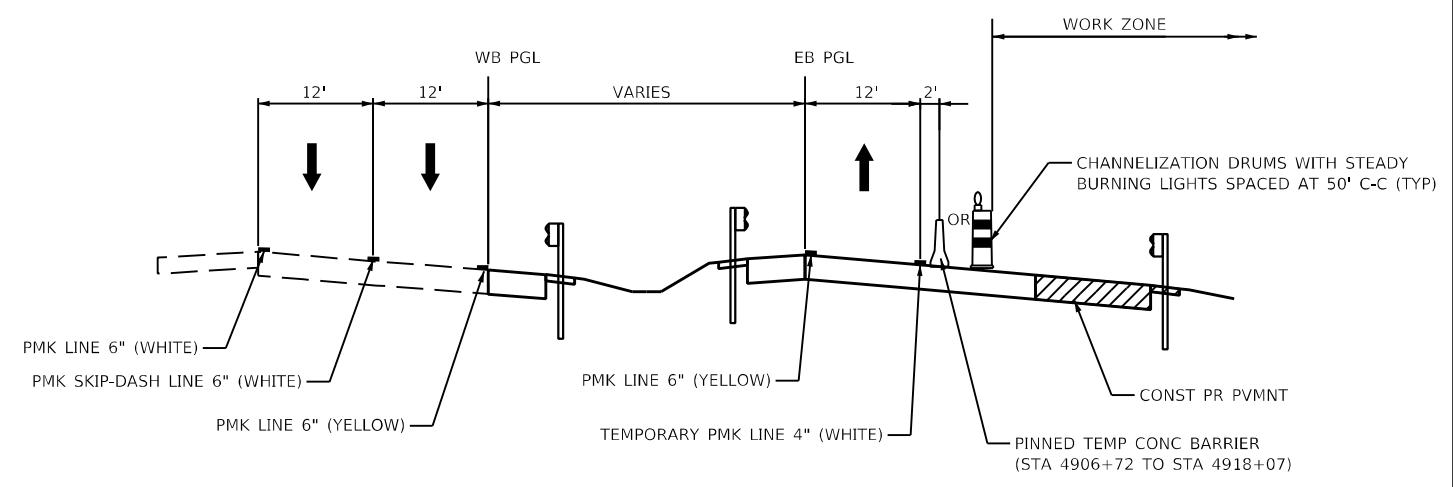 WORK ZONE
WB PGL
EB PGL
12'
12'
VARIES
12'
2'
CHANNELIZATION DRUMS WITH STEADY
BURNING LIGHTS SPACED AT 50' C-C (TYP)
OR
PMK LINE 6" (WHITE)
PMK SKIP-DASH LINE 6" (WHITE)
PMK LINE 6" (YELLOW)
PMK LINE 6" (YELLOW)
TEMPORARY PMK LINE 4" (WHITE)
CONST PR PVMNT
PINNED TEMP CONC BARRIER
(STA 4906+72 TO STA 4918+07)